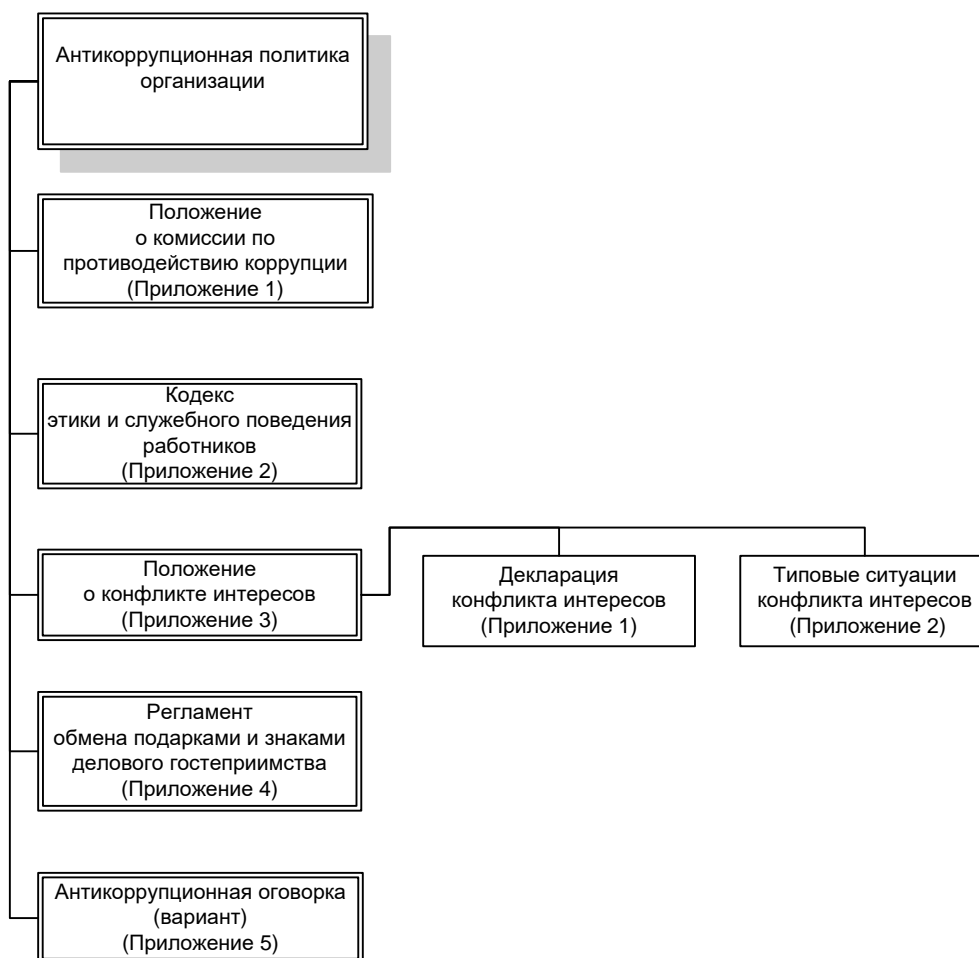 Антикоррупционная политика
организации
Положение
о комиссии по
противодействию коррупции
(Приложение 1)
Кодекс
этики и служебного поведения
работников
(Приложение 2)
Положение
о конфликте интересов
(Приложение 3)
Декларация
конфликта интересов
(Приложение 1)
Типовые ситуации
конфликта интересов
(Приложение 2)
Регламент
обмена подарками и знаками
делового гостеприимства
(Приложение 4)
Антикоррупционная оговорка
(вариант)
(Приложение 5)